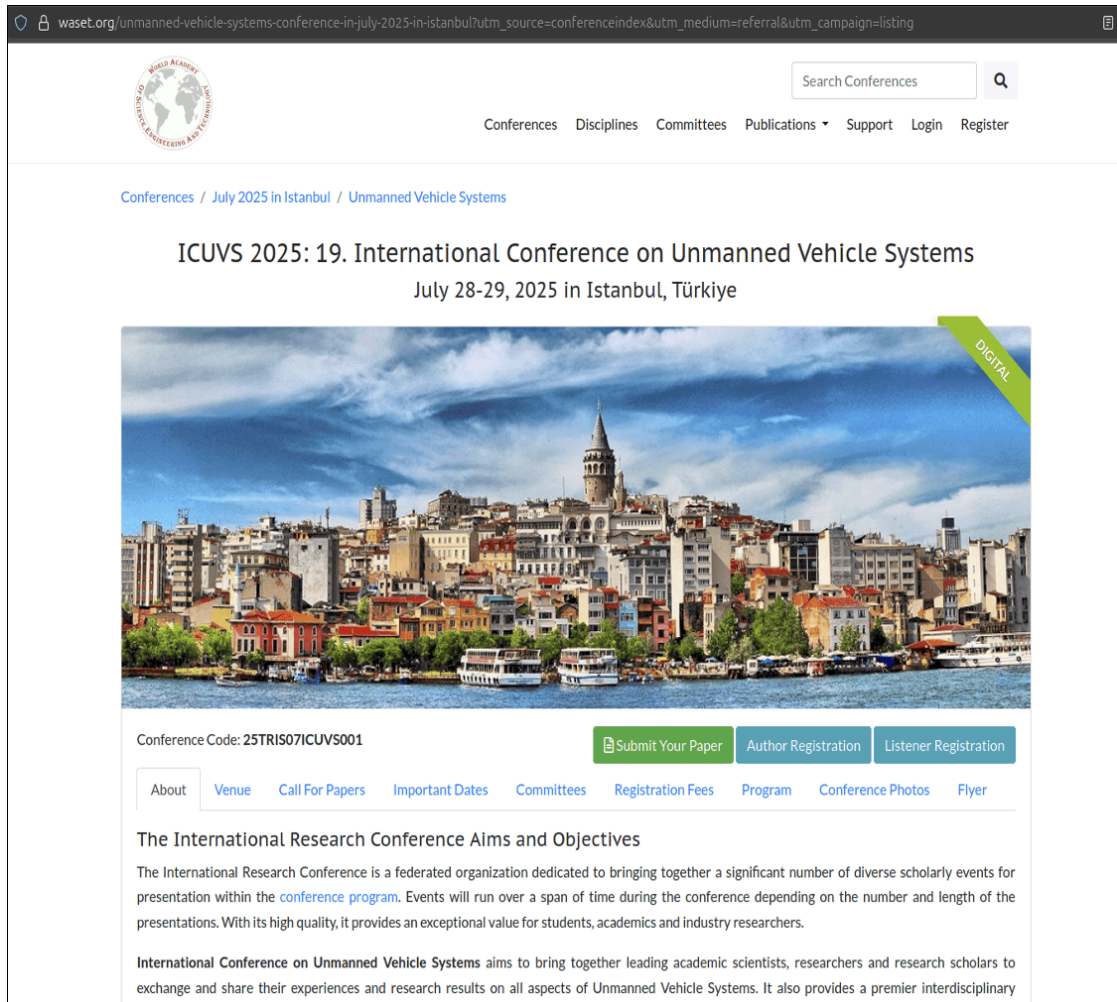 waset.org/unmanned-vehicle-systems-conference-in-july-2025-in-istanbul?utm_source=conferenceindex&utm_medium=referral&utm_campaign=listing
WORLD ACADEMY OF SCIENCE, ENGINEERING AND TECHNOLOGY
Search Conferences
Conferences Disciplines Committees Publications Support Login Register
Conferences / July 2025 in Istanbul / Unmanned Vehicle Systems
ICUVS 2025: 19. International Conference on Unmanned Vehicle Systems
July 28-29, 2025 in Istanbul, Türkiye
DIGITAL
Conference Code: 25TRIS07ICUVS001
Submit Your Paper Author Registration Listener Registration
About Venue Call For Papers Important Dates Committees Registration Fees Program Conference Photos Flyer
The International Research Conference Aims and Objectives
The International Research Conference is a federated organization dedicated to bringing together a significant number of diverse scholarly events for
presentation within the conference program. Events will run over a span of time during the conference depending on the number and length of the
presentations. With its high quality, it provides an exceptional value for students, academics and industry researchers.
International Conference on Unmanned Vehicle Systems aims to bring together leading academic scientists, researchers and research scholars to
exchange and share their experiences and research results on all aspects of Unmanned Vehicle Systems. It also provides a premier interdisciplinary